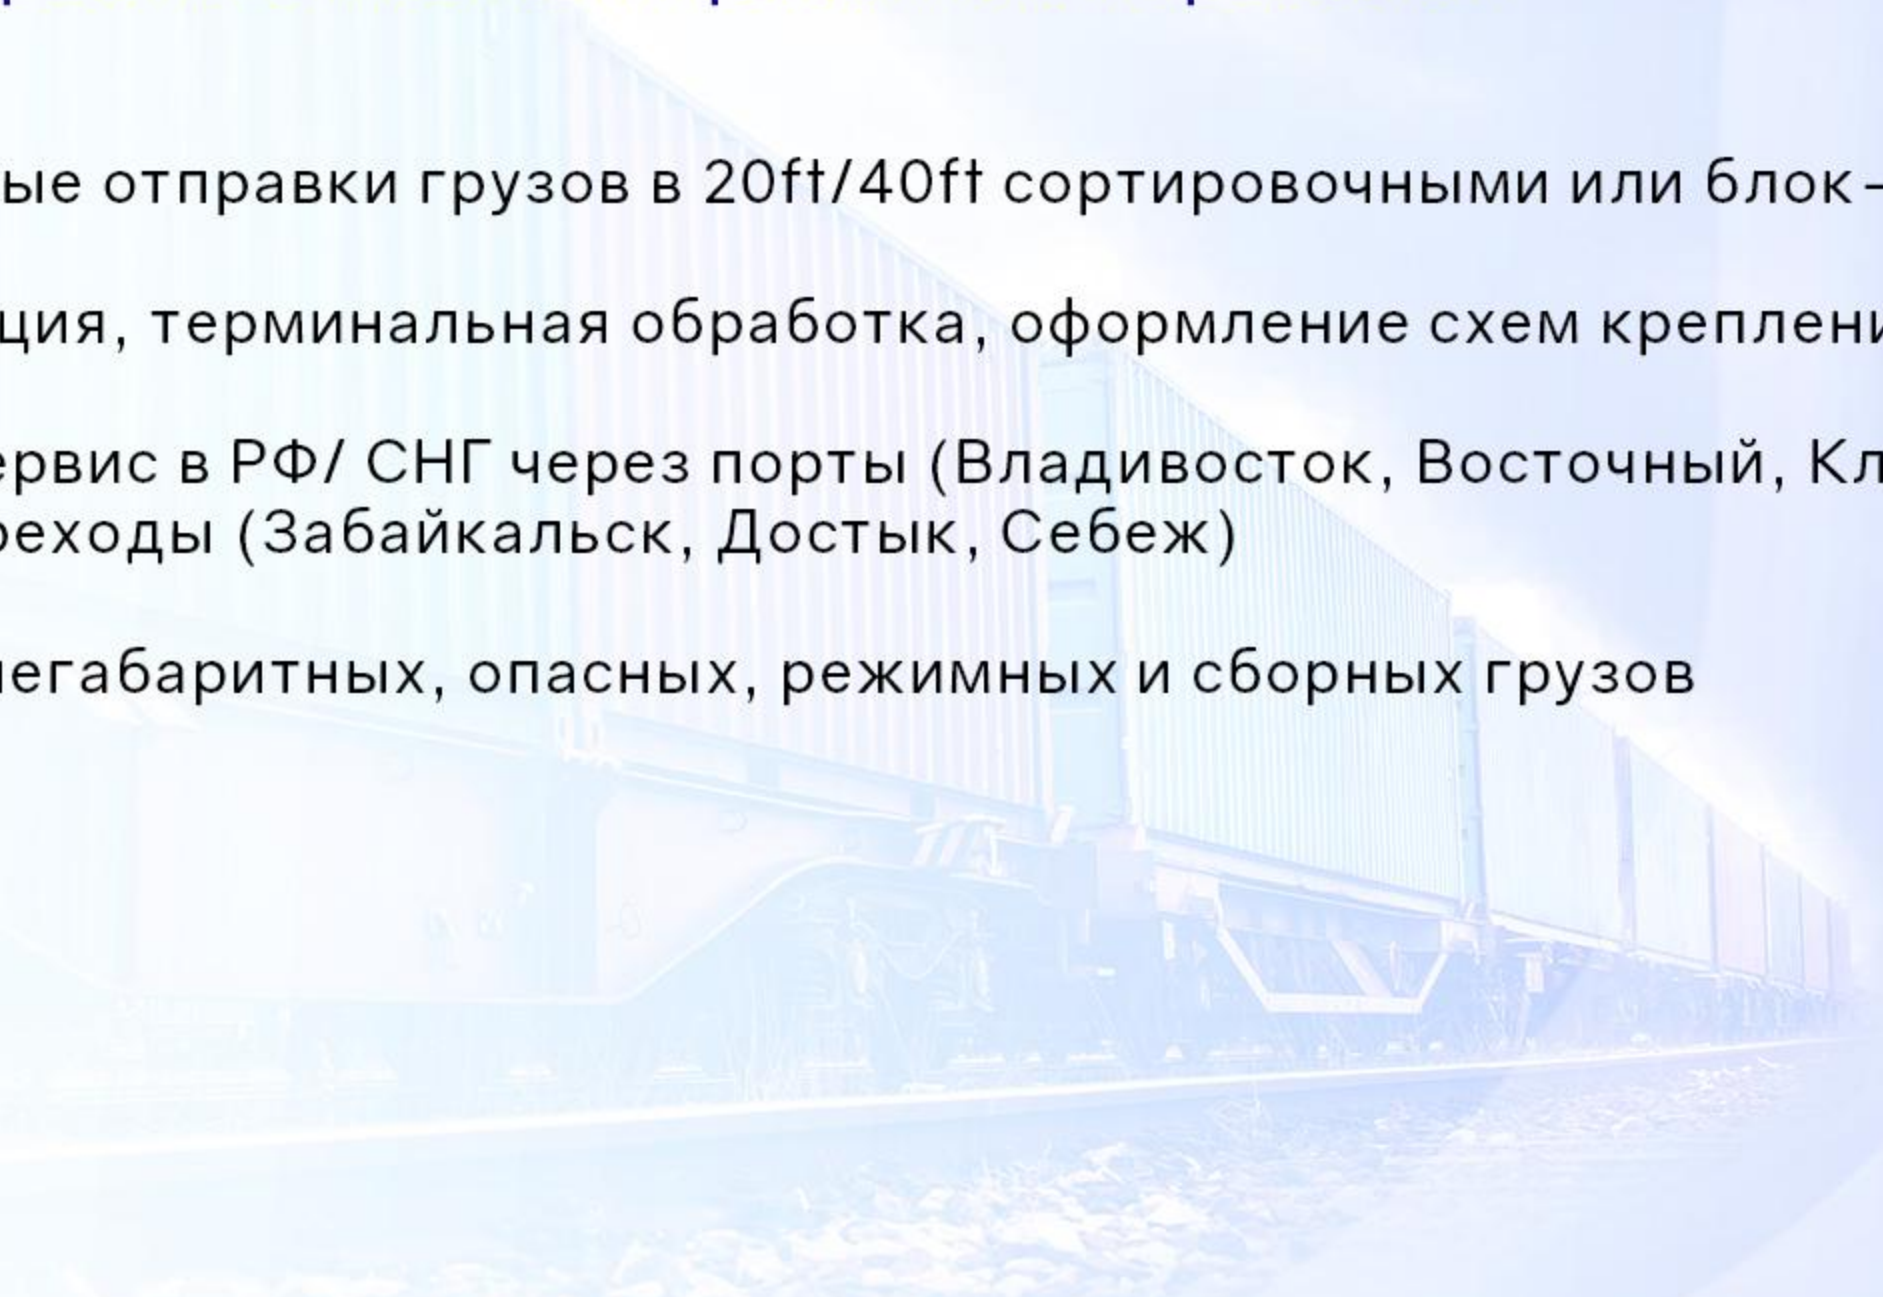 ые отправки грузов в 20ft/40ft сортировочными или блок-
ция, терминальная обработка, оформление схем креплени
ервис в РФ/ СНГ через порты (Владивосток, Восточный, Кл
реходы (Забайкальск, Достык, Себеж)
негабаритных, опасных, режимных и сборных грузов